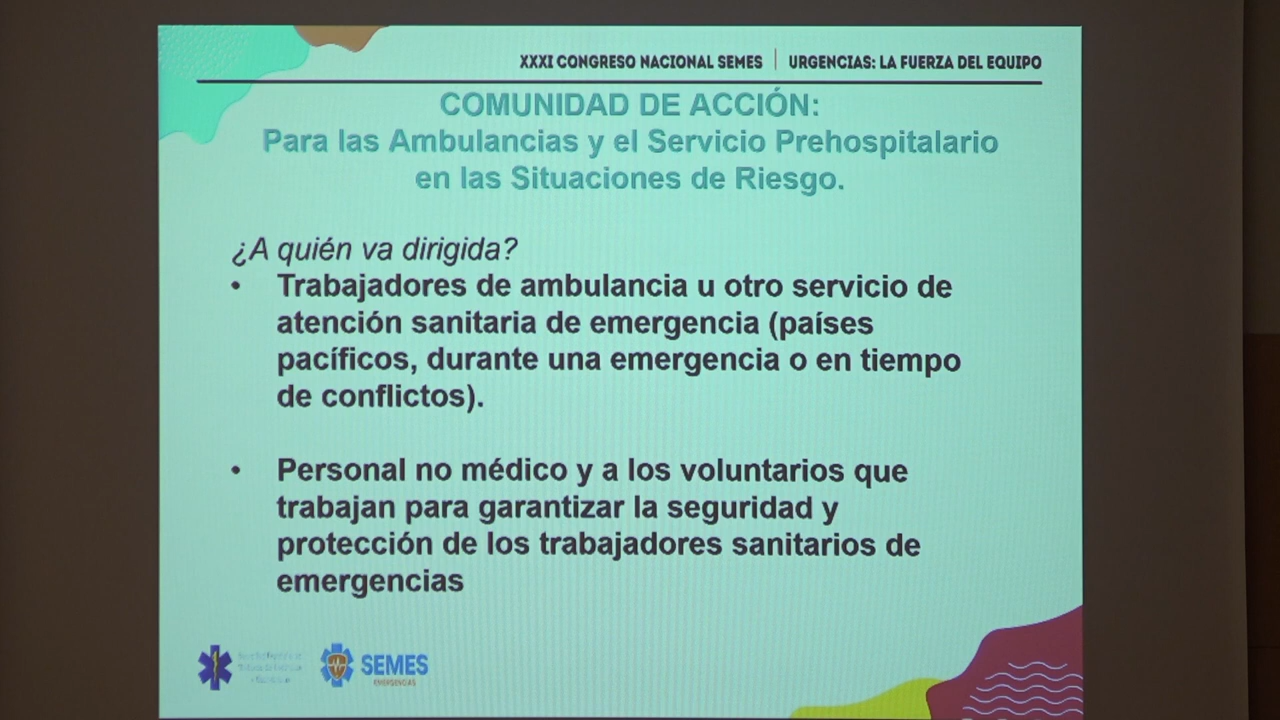 XXXI CONGRESO NACIONAL SEMES | URGENCIAS: LA FUERZA DEL EQUIPO
COMUNIDAD DE ACCIÓN:
Para las Ambulancias y el Servicio Prehospitalario
en las Situaciones de Riesgo.
¿A quién va dirigida?
• Trabajadores de ambulancia u otro servicio de
atención sanitaria de emergencia (países
pacíficos, durante una emergencia o en tiempo
de conflictos).
• Personal no médico y a los voluntarios que
trabajan para garantizar la seguridad y
protección de los trabajadores sanitarios de
emergencias
SEMES
EMERGENCIAS